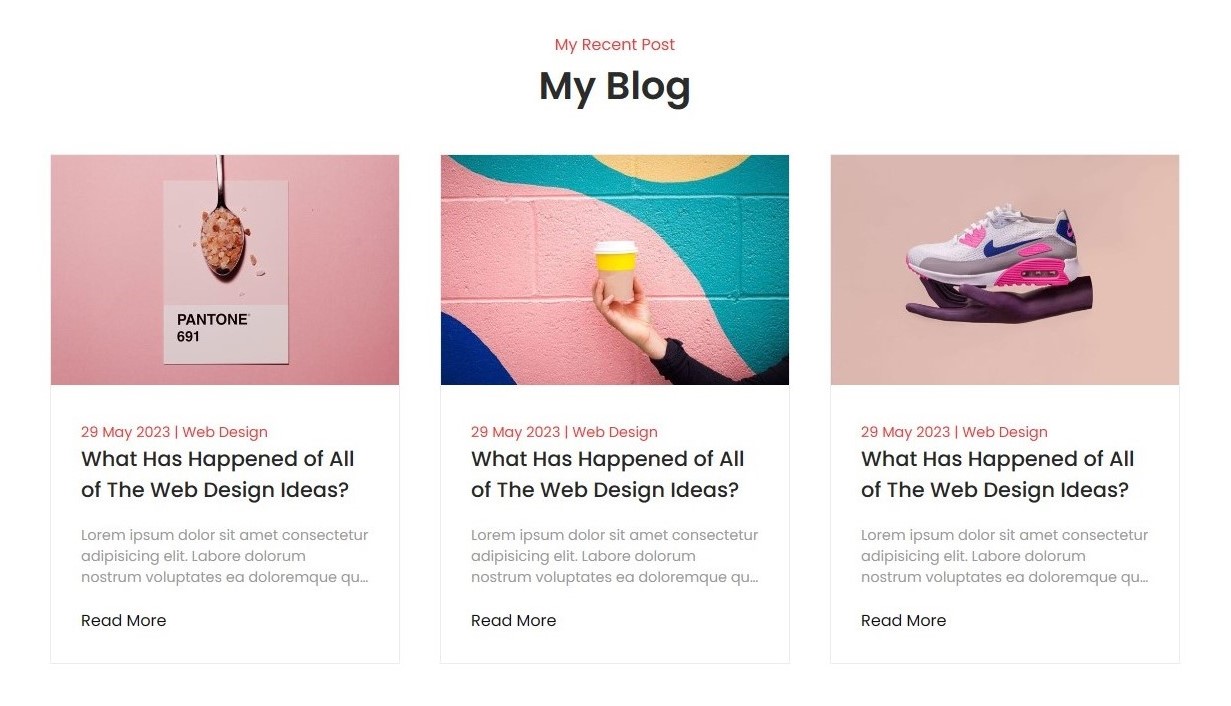 My Recent Post
My Blog
PANTONE®
691
29 May 2023 | Web Design
What Has Happened of All
of The Web Design Ideas?
Lorem ipsum dolor sit amet consectetur
adipisicing elit. Labore dolorum
nostrum voluptates ea doloremque qu...
Read More
29 May 2023 | Web Design
What Has Happened of All
of The Web Design Ideas?
Lorem ipsum dolor sit amet consectetur
adipisicing elit. Labore dolorum
nostrum voluptates ea doloremque qu...
Read More
29 May 2023 | Web Design
What Has Happened of All
of The Web Design Ideas?
Lorem ipsum dolor sit amet consectetur
adipisicing elit. Labore dolorum
nostrum voluptates ea doloremque qu...
Read More